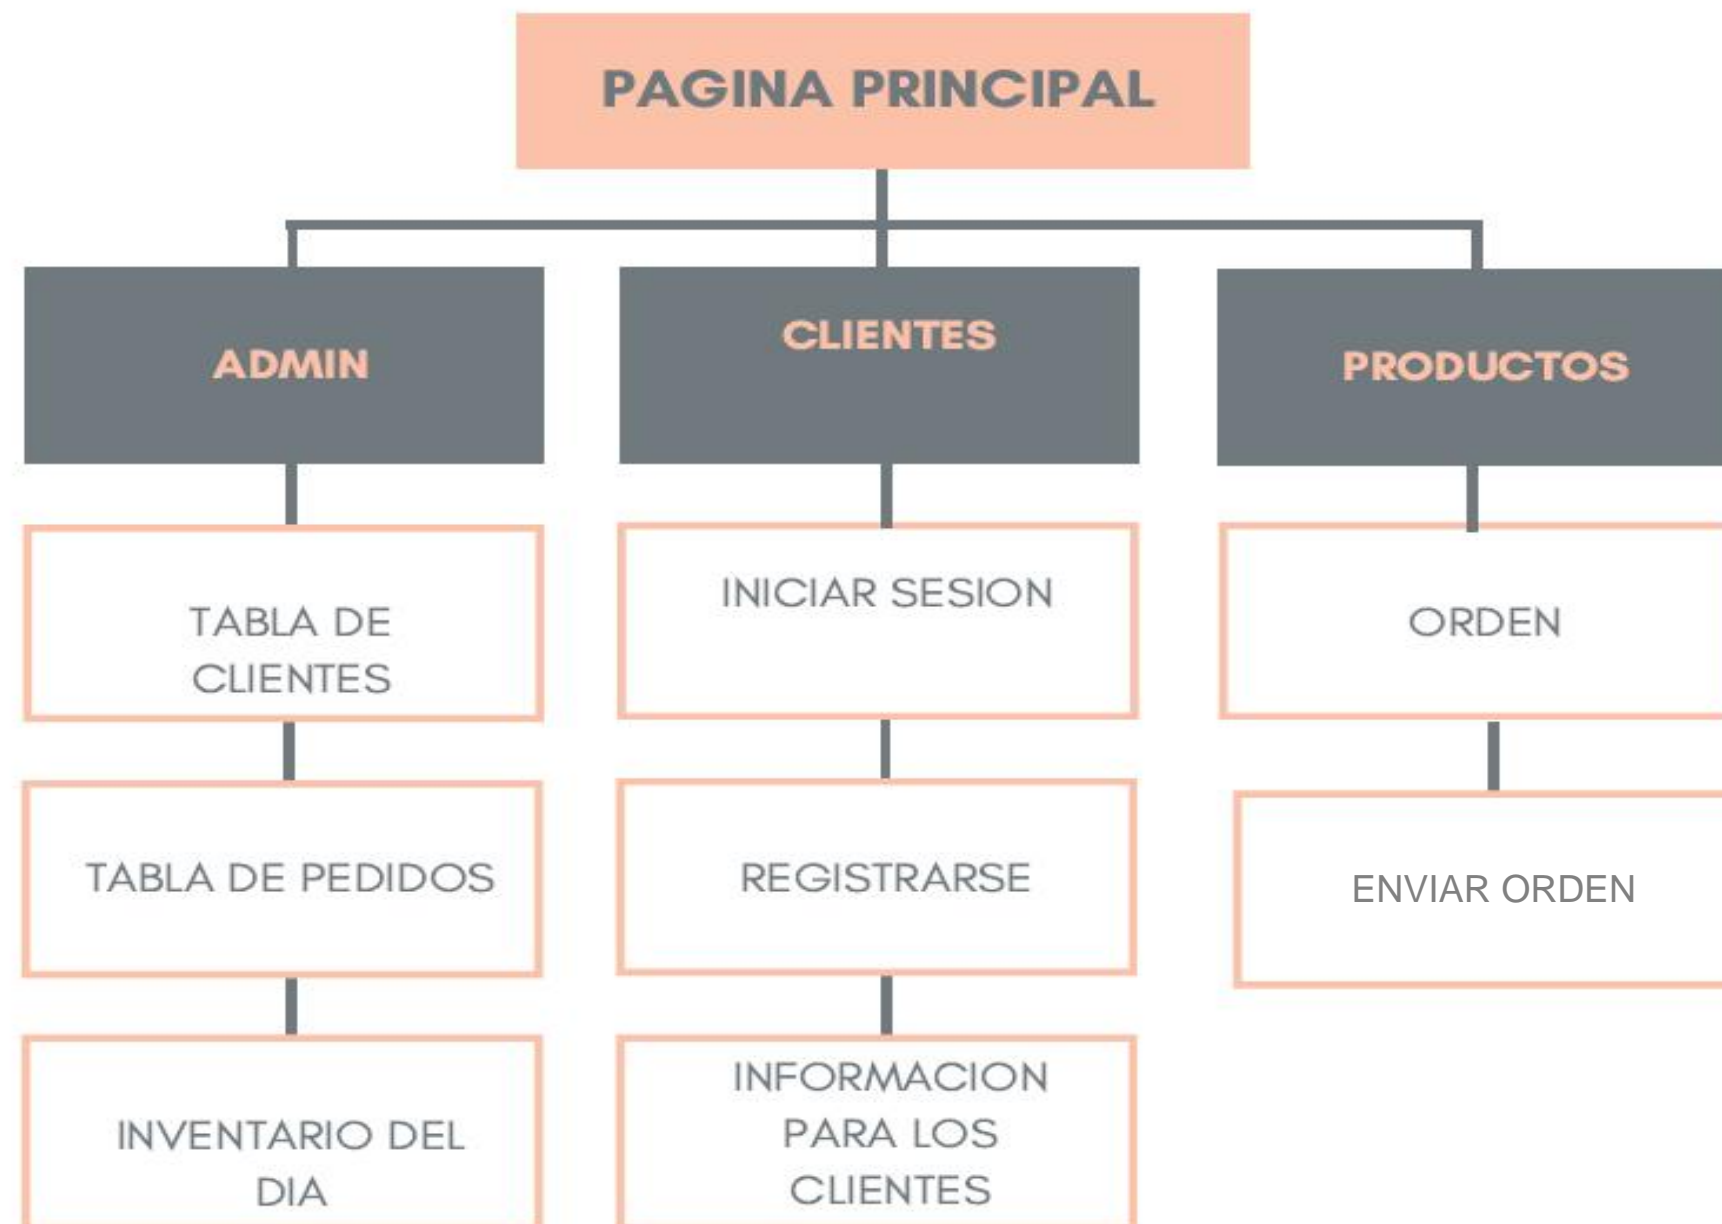 PAGINA PRINCIPAL
ADMIN
CLIENTES
PRODUCTOS
TABLA DE
CLIENTES
INICIAR SESION
ORDEN
TABLA DE PEDIDOS
REGISTRARSE
ENVIAR ORDEN
INVENTARIO DEL
DIA
INFORMACION
PARA LOS
CLIENTES